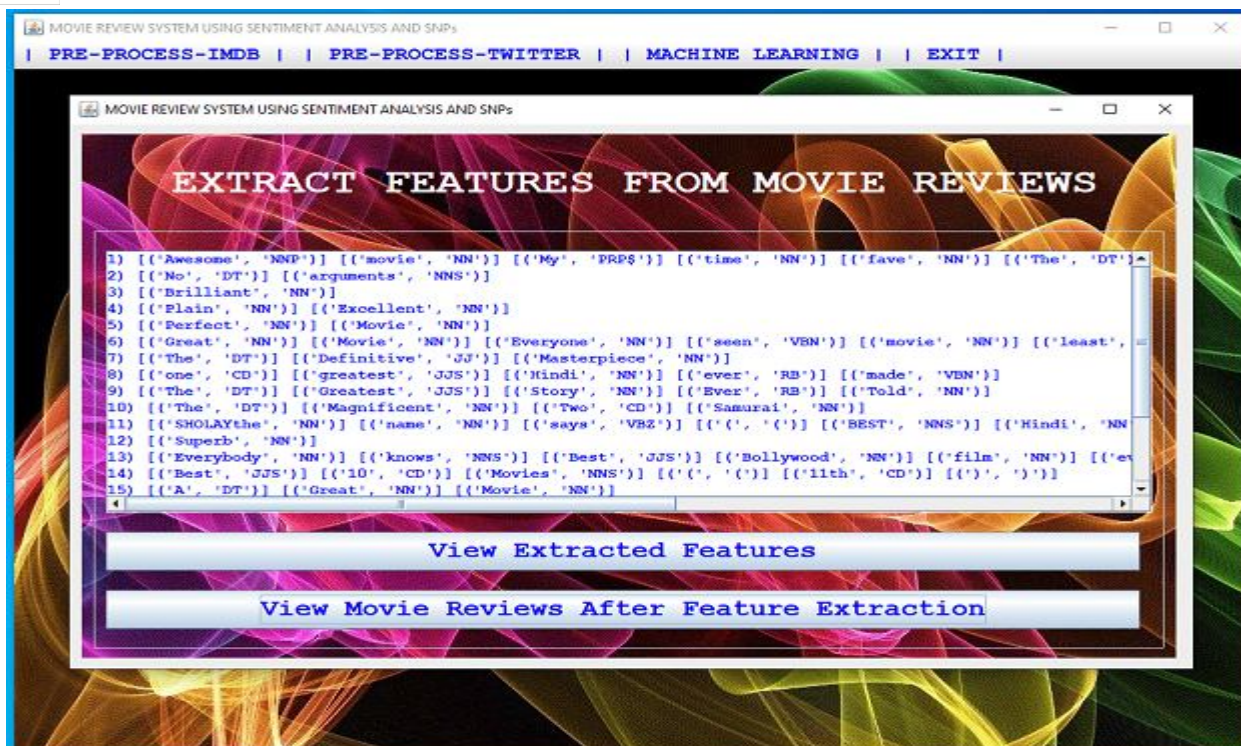 MOVIE REVIEW SYSTEM USING SENTIMENT ANALYSIS AND SNPs
| PRE-PROCESS-IMDB | | PRE-PROCESS-TWITTER | | MACHINE LEARNING | | EXIT |
MOVIE REVIEW SYSTEM USING SENTIMENT ANALYSIS AND SNPs
EXTRACT FEATURES FROM MOVIE REVIEWS
1) [('Awesome', 'NNP')] [('movie', 'NN')] [('My', 'PRP$')] [('time', 'NN')] [('fave', 'NN')] [('The', 'DT')]
2) [('No', 'DT')] [('arguments', 'NNS')]
3) [('Brilliant', 'NN')]
4) [('Plain', 'NN')] [('Excellent', 'NN')]
5) [('Perfect', 'NN')] [('Movie', 'NN')]
6) [('Great', 'NN')] [('Movie', 'NN')] [('Everyone', 'NN')] [('seen', 'VBN')] [('movie', 'NN')] [('least',
7) [('The', 'DT')] [('Definitive', 'JJ')] [('Masterpiece', 'NN')]
8) [('one', 'CD')] [('greatest', 'JJS')] [('Hindi', 'NN')] [('ever', 'RB')] [('made', 'VBN')]
9) [('The', 'DT')] [('Greatest', 'JJS')] [('Story', 'NN')] [('Ever', 'RB')] [('Told', 'NN')]
10) [('The', 'DT')] [('Magnificent', 'NN')] [('Two', 'CD')] [('Samurai', 'NN')]
11) [('SHOLAYthe', 'NN')] [('name', 'NN')] [('says', 'VBZ')] [('(', '(')] [('BEST', 'NNS')] [('Hindi', 'NN
12) [('Superb', 'NN')]
13) [('Everybody', 'NN')] [('knows', 'NNS')] [('Best', 'JJS')] [('Bollywood', 'NN')] [('film', 'NN')] [('ev
14) [('Best', 'JJS')] [('10', 'CD')] [('Movies', 'NNS')] [('(', '(')] [('11th', 'CD')] [(')', ')')]
15) [('A', 'DT')] [('Great', 'NN')] [('Movie', 'NN')]
View Extracted Features
View Movie Reviews After Feature Extraction